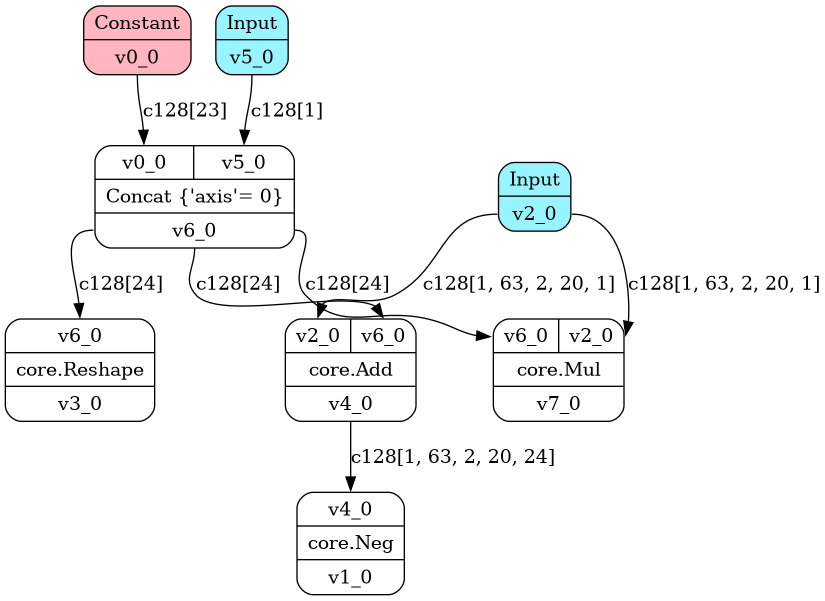 Constant
v0_0
Input
v5_0
c128[23]
c128[1]
v0_0 v5_0
Concat {'axis'= 0}
v6_0
Input
v2_0
c128[24]
c128[24]
c128[24]
c128[1, 63, 2, 20, 1]
c128[1, 63, 2, 20, 1]
v6_0
core.Reshape
v3_0
v2_0 v6_0
core.Add
v4_0
v6_0 v2_0
core.Mul
v7_0
c128[1, 63, 2, 20, 24]
v4_0
core.Neg
v1_0